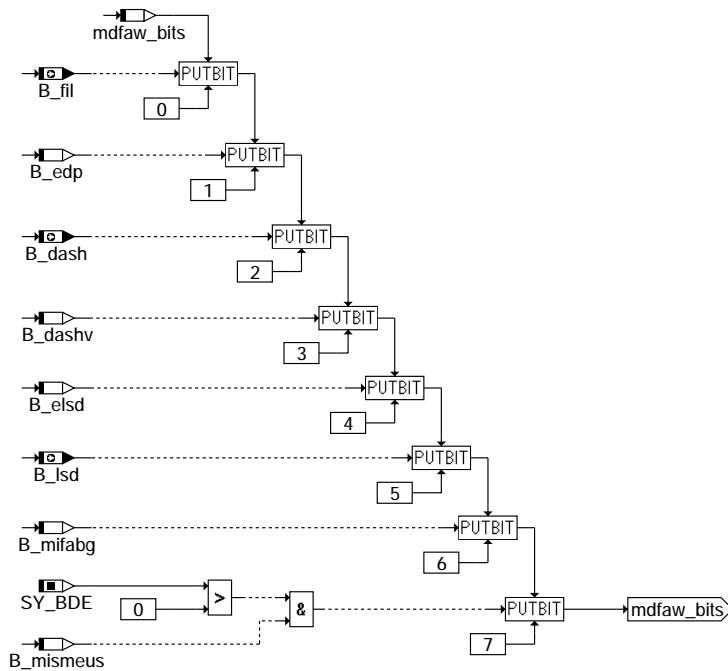 mdfaw_bits
B_fil
PUTBIT
0
B_edp
PUTBIT
1
B_dash
PUTBIT
2
B_dashv
PUTBIT
3
B_elsd
PUTBIT
4
B_lsd
PUTBIT
5
B_mifabg
PUTBIT
6
SY_BDE
0
>
&
PUTBIT
mdfaw_bits
7
B_mismeus